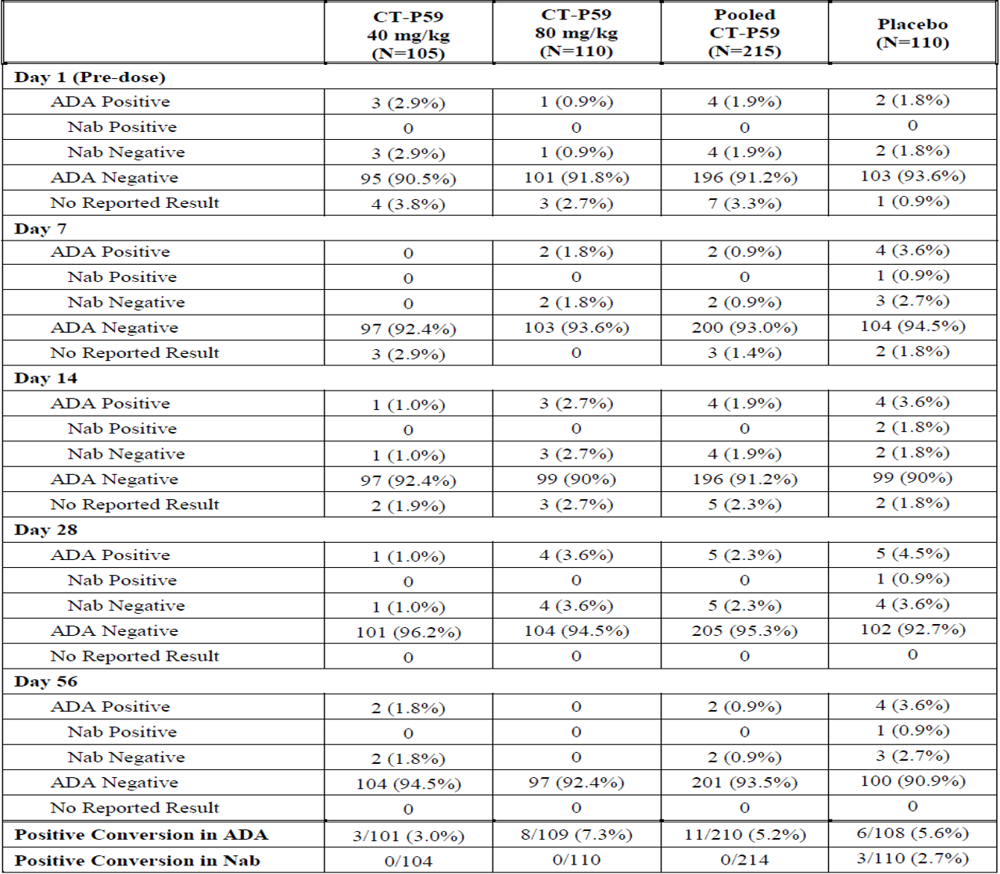 CT-P59 40 mg/kg (N=105) CT-P59 80 mg/kg (N=110) Pooled CT-P59 (N=215) Placebo (N=110)
Day 1 (Pre-dose)
ADA Positive 3 (2.9%) 1 (0.9%) 4 (1.9%) 2 (1.8%)
Nab Positive 0 0 0 0
Nab Negative 3 (2.9%) 1 (0.9%) 4 (1.9%) 2 (1.8%)
ADA Negative 95 (90.5%) 101 (91.8%) 196 (91.2%) 103 (93.6%)
No Reported Result 4 (3.8%) 3 (2.7%) 7 (3.3%) 1 (0.9%)
Day 7
ADA Positive 0 2 (1.8%) 2 (0.9%) 4 (3.6%)
Nab Positive 0 0 0 1 (0.9%)
Nab Negative 0 2 (1.8%) 2 (0.9%) 3 (2.7%)
ADA Negative 97 (92.4%) 103 (93.6%) 200 (93.0%) 104 (94.5%)
No Reported Result 3 (2.9%) 0 3 (1.4%) 2 (1.8%)
Day 14
ADA Positive 1 (1.0%) 3 (2.7%) 4 (1.9%) 4 (3.6%)
Nab Positive 0 0 0 2 (1.8%)
Nab Negative 1 (1.0%) 3 (2.7%) 4 (1.9%) 2 (1.8%)
ADA Negative 97 (92.4%) 99 (90%) 196 (91.2%) 99 (90%)
No Reported Result 2 (1.9%) 3 (2.7%) 5 (2.3%) 2 (1.8%)
Day 28
ADA Positive 1 (1.0%) 4 (3.6%) 5 (2.3%) 5 (4.5%)
Nab Positive 0 0 0 1 (0.9%)
Nab Negative 1 (1.0%) 4 (3.6%) 5 (2.3%) 4 (3.6%)
ADA Negative 101 (96.2%) 104 (94.5%) 205 (95.3%) 102 (92.7%)
No Reported Result 0 0 0 0
Day 56
ADA Positive 2 (1.8%) 0 2 (0.9%) 4 (3.6%)
Nab Positive 0 0 0 1 (0.9%)
Nab Negative 2 (1.8%) 0 2 (0.9%) 3 (2.7%)
ADA Negative 104 (94.5%) 97 (92.4%) 201 (93.5%) 100 (90.9%)
No Reported Result 0 0 0 0
Positive Conversion in ADA 3/101 (3.0%) 8/109 (7.3%) 11/210 (5.2%) 6/108 (5.6%)
Positive Conversion in Nab 0/104 0/110 0/214 3/110 (2.7%)